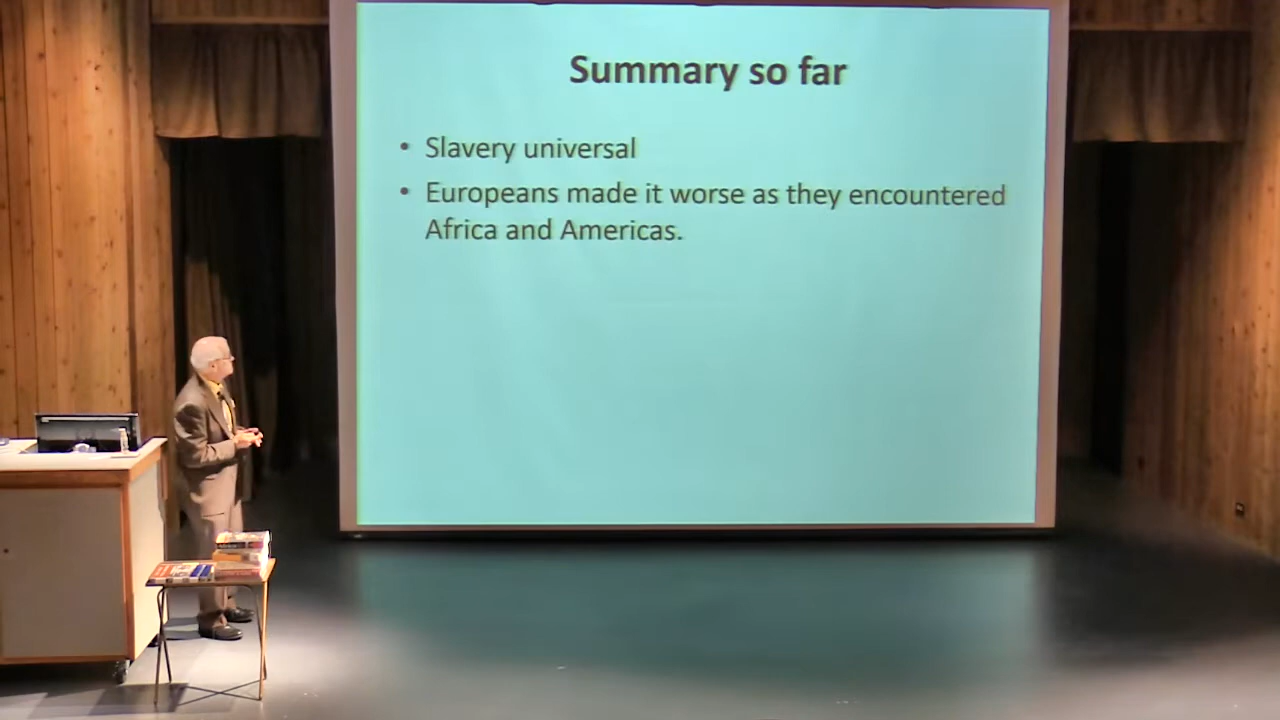 Summary so far
• Slavery universal
• Europeans made it worse as they encountered
Africa and Americas.